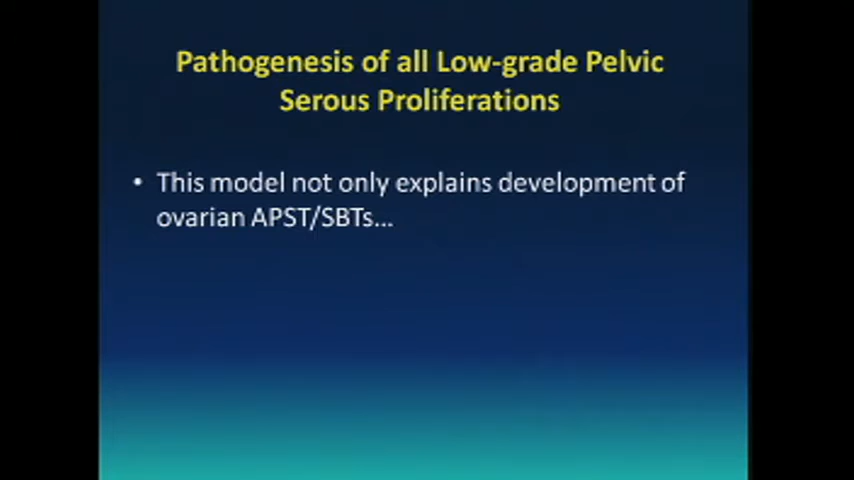 Pathogenesis of all Low-grade Pelvic
Serous Proliferations
• This model not only explains development of
ovarian APST/SBTs...